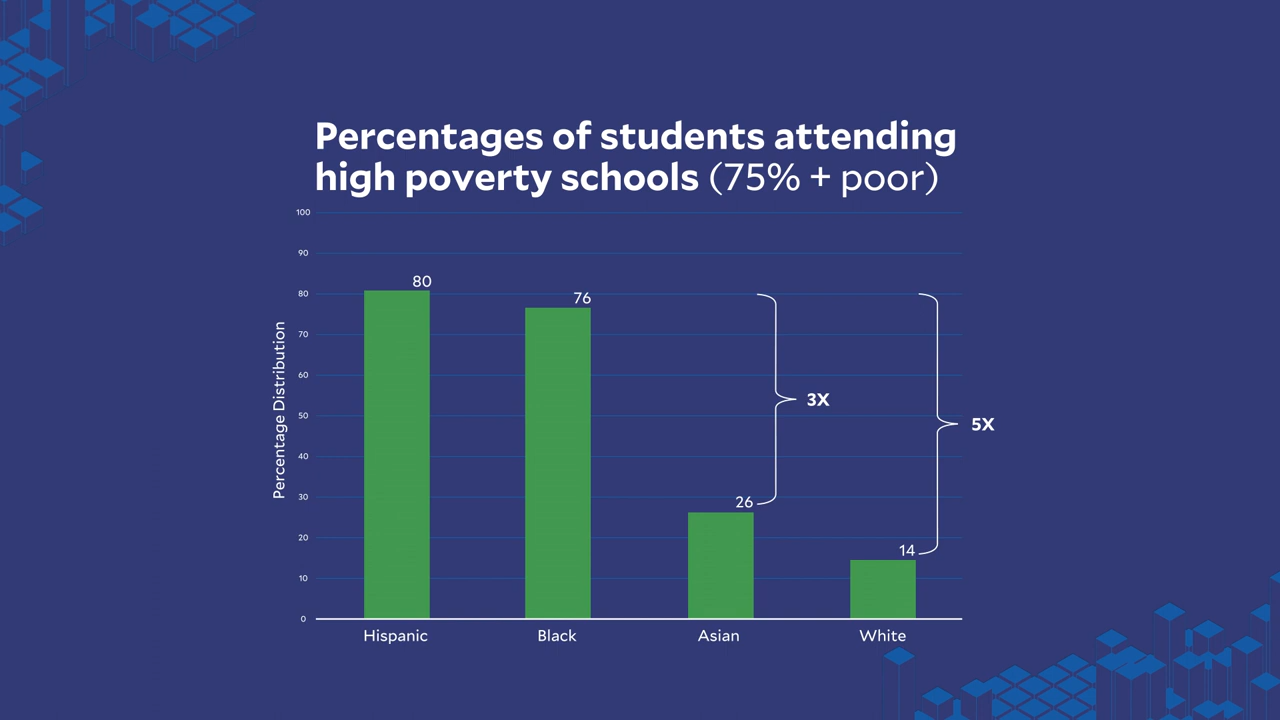 Percentages of students attending
high poverty schools (75% + poor)
Percentage Distribution
100
90
80
70
60
50
40
30
20
10
0
80
76
26
14
3X
5X
Hispanic
Black
Asian
White